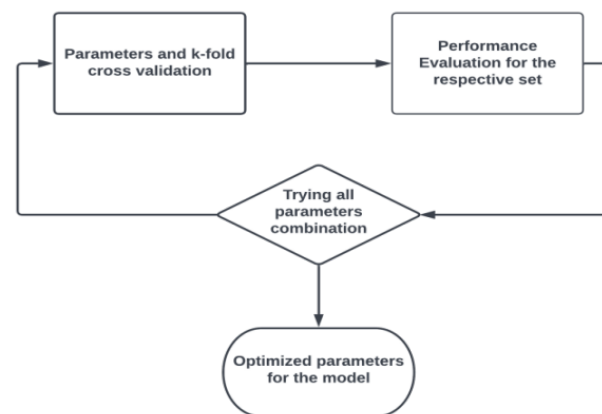 Parameters and k-fold
cross validation
Performance
Evaluation for the
respective set
Trying all
parameters
combination
Optimized parameters
for the model